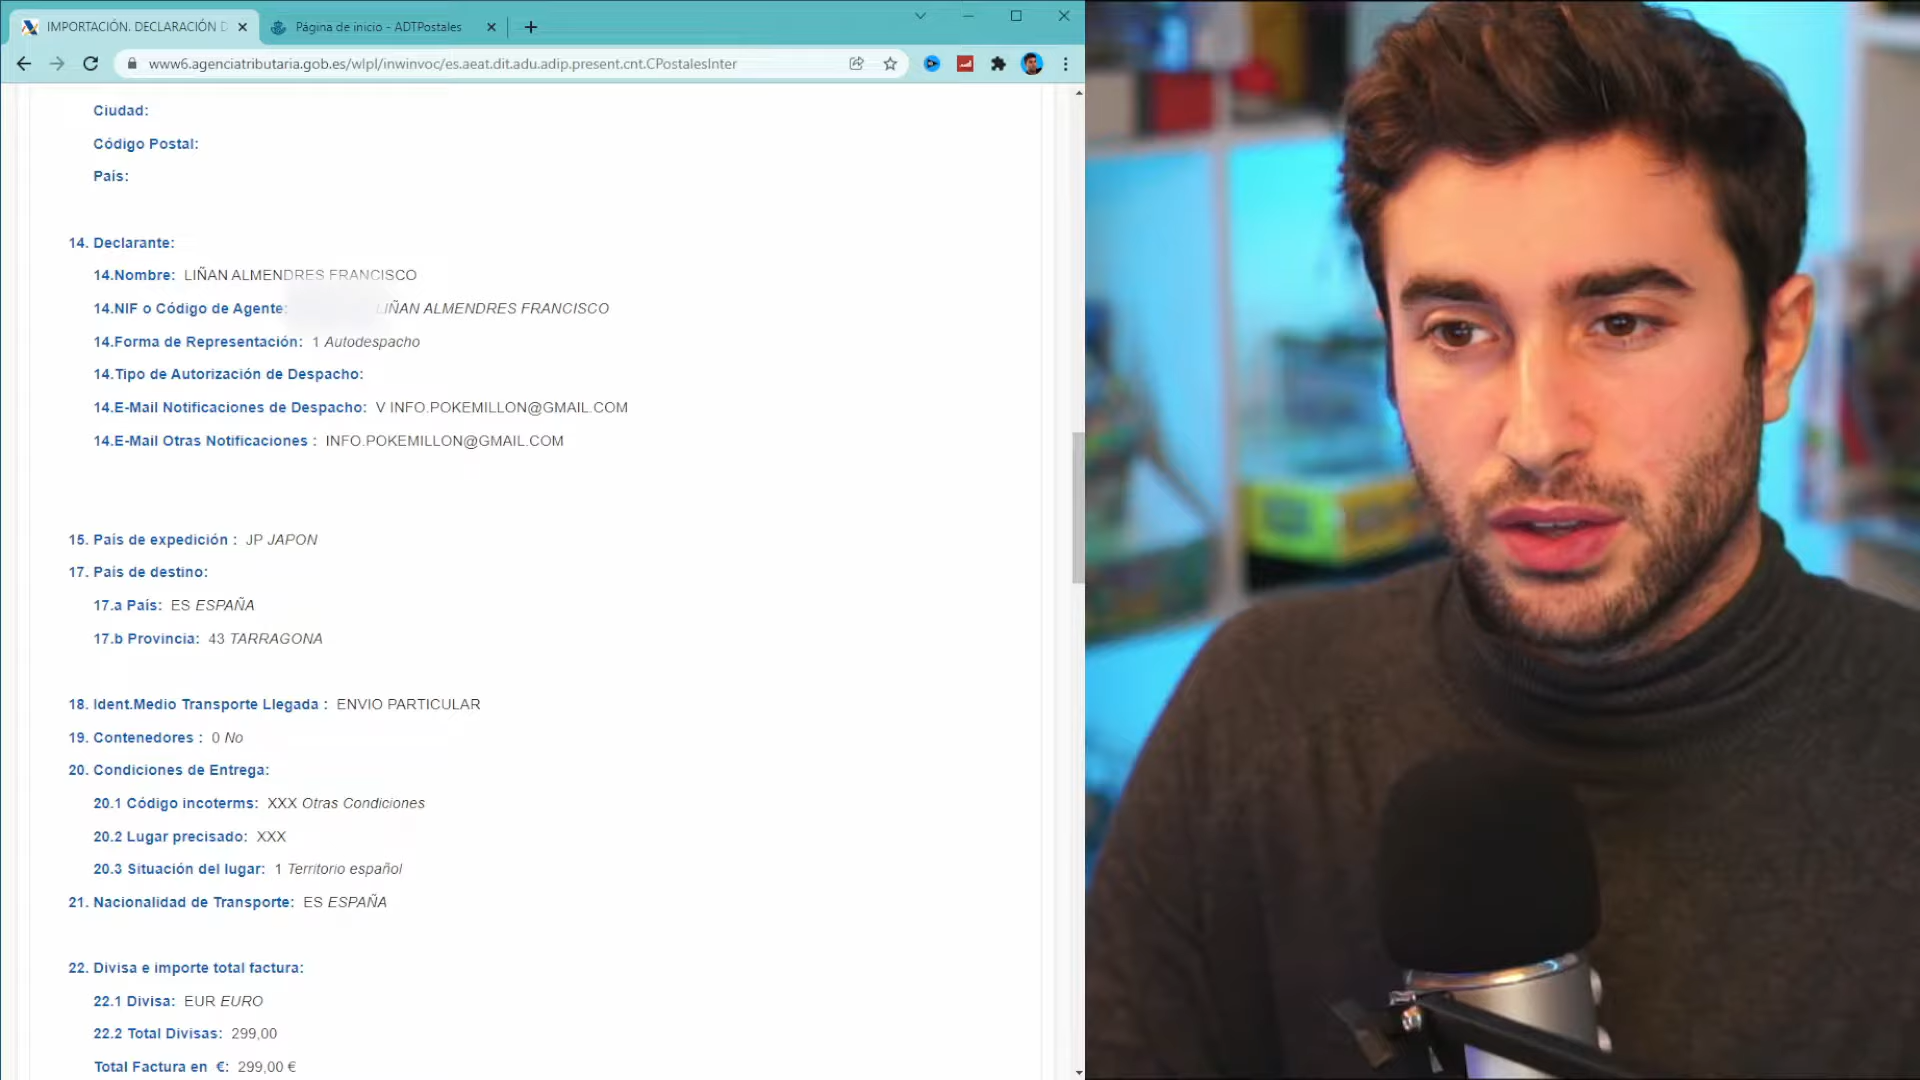 IMPORTACIÓN. DECLARACIÓN D
Página de inicio - ADTPostales
www6.agenciatributaria.gob.es/wlpl/inwinvoc/es.aeat.dit.adu.adip.present.cnt.CPostalesInter
Ciudad:
Código Postal:
País:
14. Declarante:
14.Nombre: LIÑAN ALMENDRES FRANCISCO
14.NIF o Código de Agente: LIÑAN ALMENDRES FRANCISCO
14.Forma de Representación: 1 Autodespacho
14.Tipo de Autorización de Despacho:
14.E-Mail Notificaciones de Despacho: V INFO.POKEMILLON@GMAIL.COM
14.E-Mail Otras Notificaciones : INFO.POKEMILLON@GMAIL.COM
15. País de expedición : JP JAPON
17. País de destino:
17.a País: ES ESPAÑA
17.b Provincia: 43 TARRAGONA
18. Ident.Medio Transporte Llegada : ENVIO PARTICULAR
19. Contenedores : 0 No
20. Condiciones de Entrega:
20.1 Código incoterms: XXX Otras Condiciones
20.2 Lugar precisado: XXX
20.3 Situación del lugar: 1 Territorio español
21. Nacionalidad de Transporte: ES ESPAÑA
22. Divisa e importe total factura:
22.1 Divisa: EUR EURO
22.2 Total Divisas: 299,00
Total Factura en €: 299,00 €